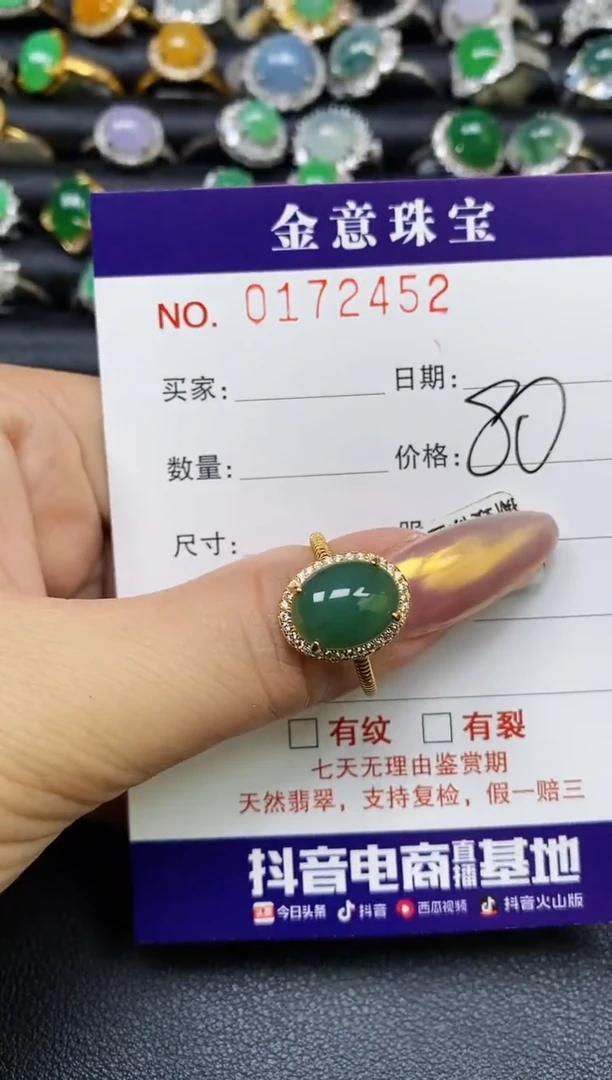 金意珠宝
NO. 0172452
买家: 日期:
数量: 价格: 80
尺寸:
有纹 有裂
七天无理由鉴赏期
天然翡翠，支持复检，假一赔三
抖音电商直播基地
头条 今日头条 抖音 西瓜视频 抖音火山版